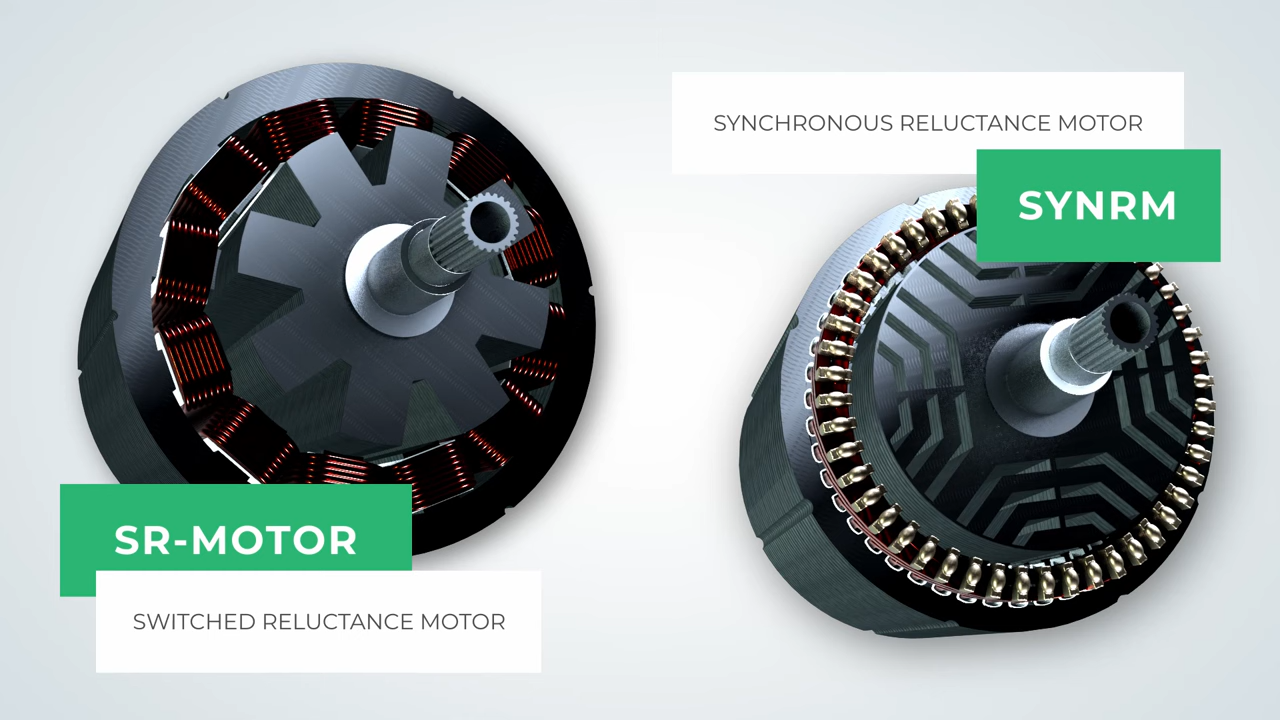 SYNCHRONOUS RELUCTANCE MOTOR
SYNRM
SR-MOTOR
SWITCHED RELUCTANCE MOTOR